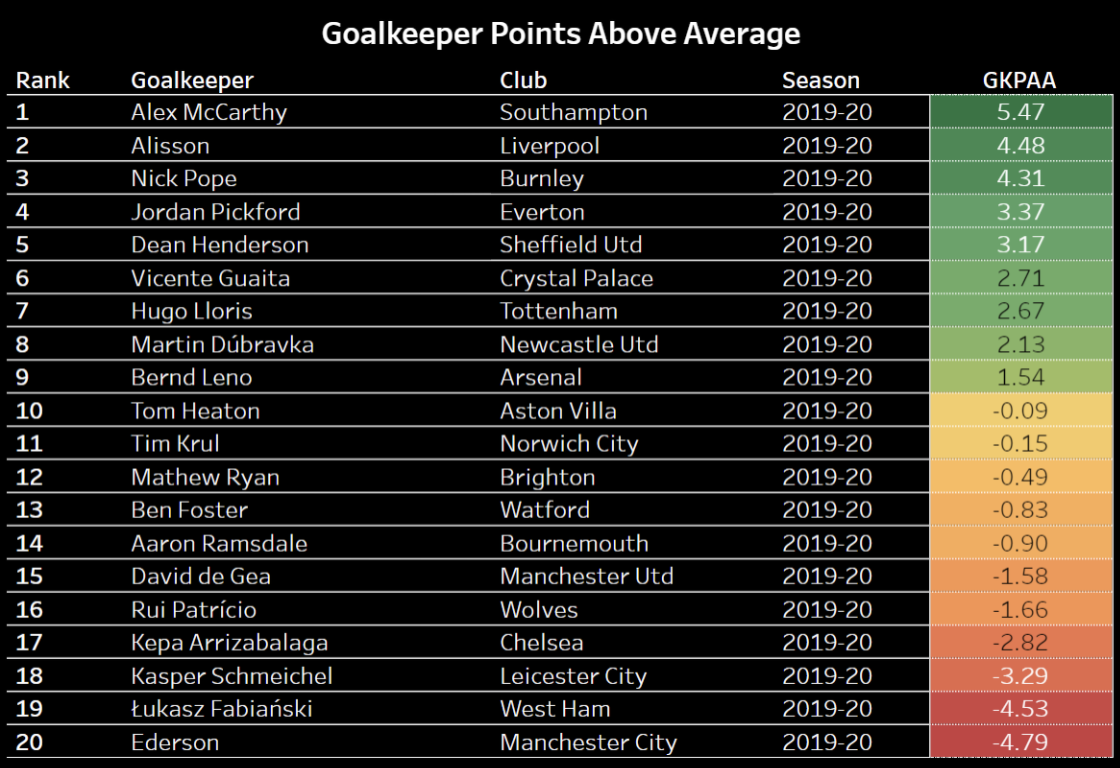 Goalkeeper Points Above Average
Rank Goalkeeper Club Season GKPAA
1 Alex McCarthy Southampton 2019-20 5.47
2 Alisson Liverpool 2019-20 4.48
3 Nick Pope Burnley 2019-20 4.31
4 Jordan Pickford Everton 2019-20 3.37
5 Dean Henderson Sheffield Utd 2019-20 3.17
6 Vicente Guaita Crystal Palace 2019-20 2.71
7 Hugo Lloris Tottenham 2019-20 2.67
8 Martin Dúbravka Newcastle Utd 2019-20 2.13
9 Bernd Leno Arsenal 2019-20 1.54
10 Tom Heaton Aston Villa 2019-20 -0.09
11 Tim Krul Norwich City 2019-20 -0.15
12 Mathew Ryan Brighton 2019-20 -0.49
13 Ben Foster Watford 2019-20 -0.83
14 Aaron Ramsdale Bournemouth 2019-20 -0.90
15 David de Gea Manchester Utd 2019-20 -1.58
16 Rui Patrício Wolves 2019-20 -1.66
17 Kepa Arrizabalaga Chelsea 2019-20 -2.82
18 Kasper Schmeichel Leicester City 2019-20 -3.29
19 Łukasz Fabiański West Ham 2019-20 -4.53
20 Ederson Manchester City 2019-20 -4.79